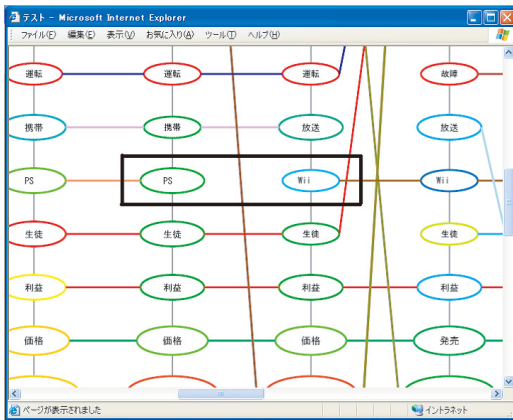 テスト - Microsoft Internet Explorer
ファイル(F) 編集(E) 表示(V) お気に入り(A) ツール(T) ヘルプ(H)
運転 運転 運転 故障
携帯 携帯 放送 放送
PS PS Wii Wii
生徒 生徒 生徒 生徒
利益 利益 利益 利益
価格 価格 価格 発売
ページが表示されました イントラネット